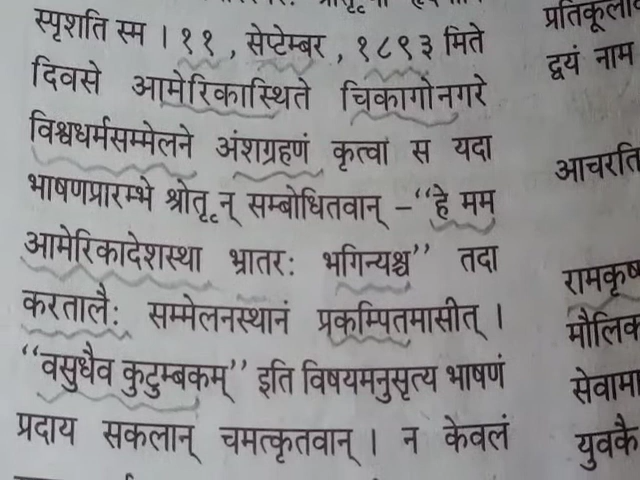 स्पृशति स्म । ११ , सेप्टेम्बर , १८९३ मिते
दिवसे आमेरिकास्थिते चिकागोनगरे
विश्वधर्मसम्मेलने अंशग्रहणं कृत्वा स यदा
भाषणप्रारम्भे श्रोतॄन् सम्बोधितवान् –“हे मम
आमेरिकादेशस्था भ्रातरः भगिन्यश्च” तदा
करतालैः सम्मेलनस्थानं प्रकम्पितमासीत् ।
“वसुधैव कुटुम्बकम्” इति विषयमनुसृत्य भाषणं
प्रदाय सकलान् चमत्कृतवान् । न केवलं
द्वयं नाम
आचरति
रामकृष्ण
मौलिक
सेवामा
युवकै